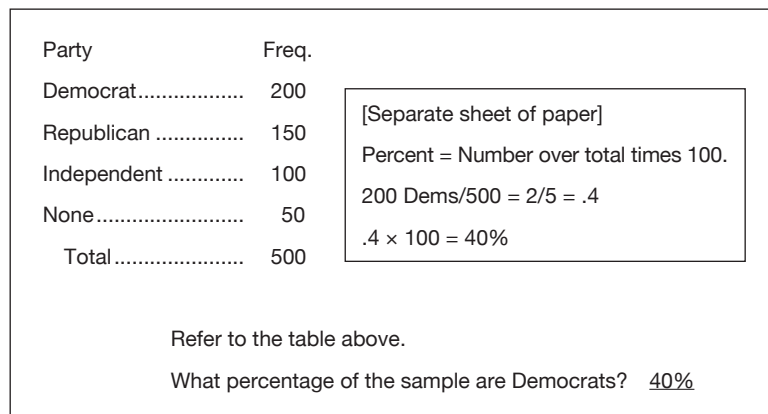 Party Freq.
Democrat.................. 200
Republican ............... 150
Independent ............. 100
None......................... 50
Total...................... 500
[Separate sheet of paper]
Percent = Number over total times 100.
200 Dems/500 = 2/5 = .4
.4 × 100 = 40%
Refer to the table above.
What percentage of the sample are Democrats? 40%